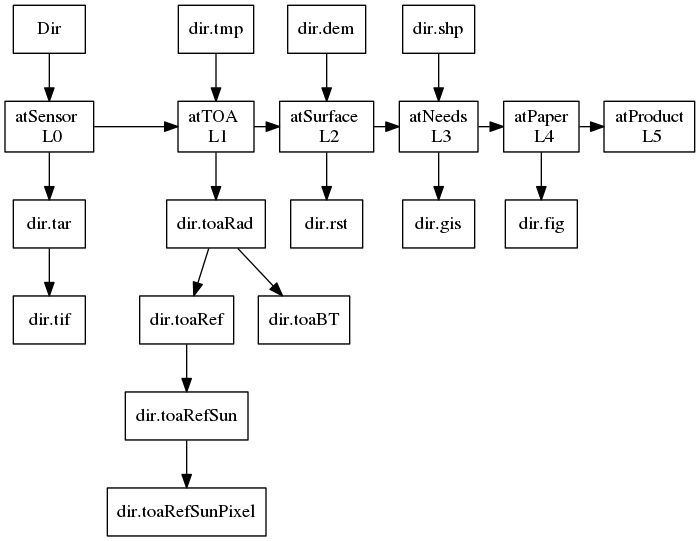 Dir
dir.tmp
dir.dem
dir.shp
atSensor
L0
atTOA
L1
atSurface
L2
atNeeds
L3
atPaper
L4
atProduct
L5
dir.tar
dir.toaRad
dir.rst
dir.gis
dir.fig
dir.tif
dir.toaRef
dir.toaBT
dir.toaRefSun
dir.toaRefSunPixel